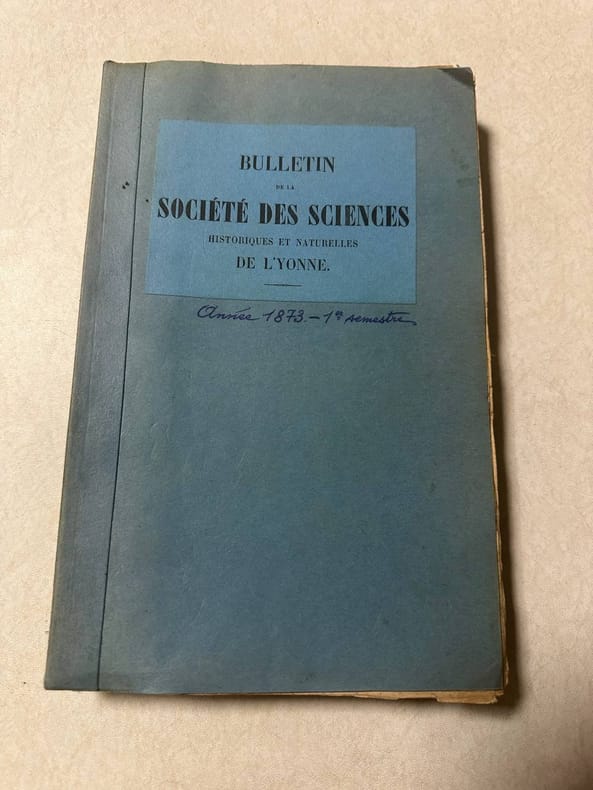 BULLETIN
DE LA
SOCIÉTÉ DES SCIENCES
HISTORIQUES ET NATURELLES
DE L'YONNE.
Année 1873. – 1er semestre